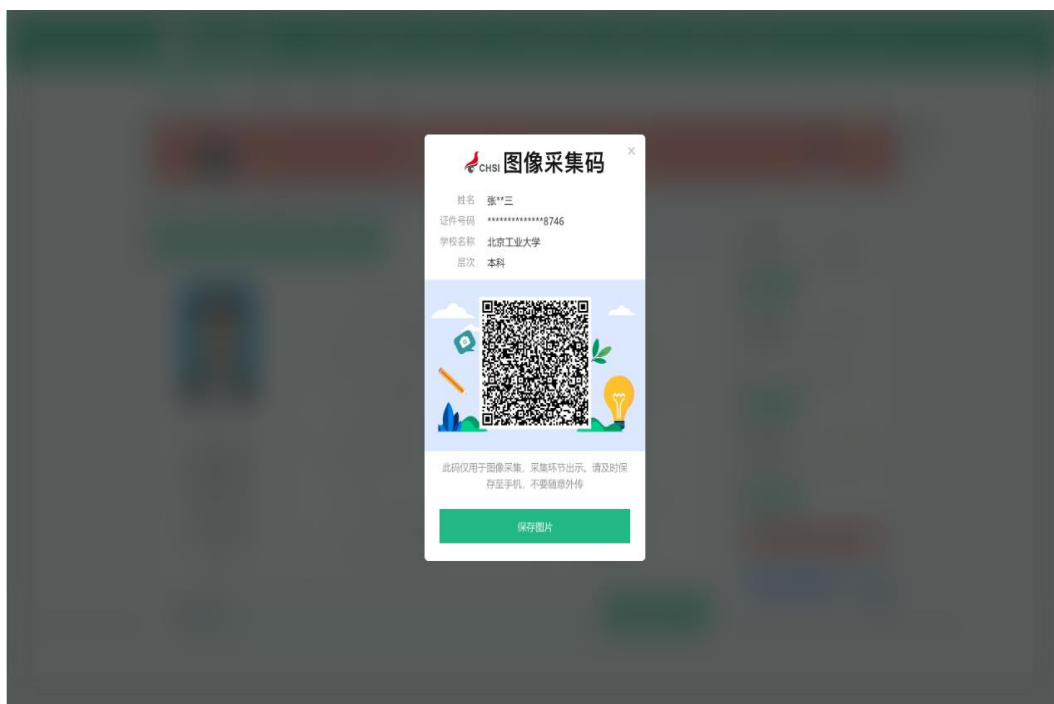 CHSI 图像采集码
×
姓名 张**三
证件号码 **************8746
学校名称 北京工业大学
层次 本科
此码仅用于图像采集，采集环节出示。请及时保
存至手机，不要随意外传
保存图片